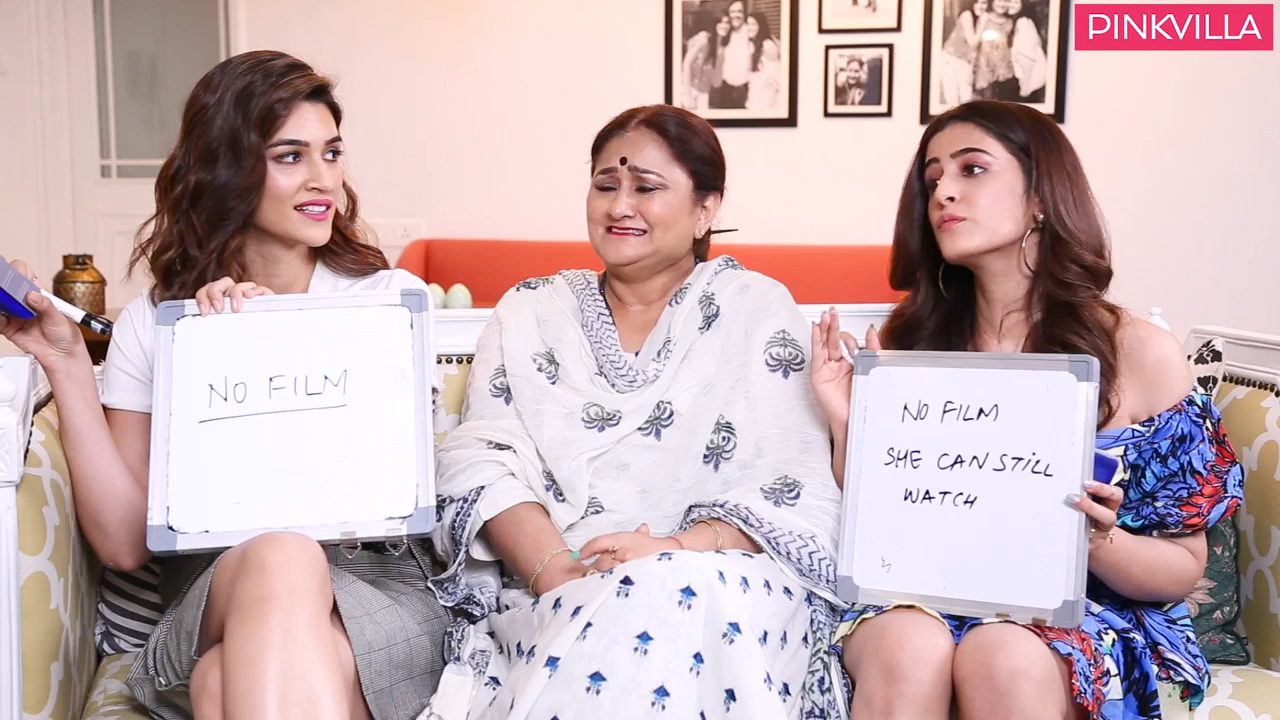 PINKVILLA
NO FILM
NO FILM
SHE CAN STILL
WATCH